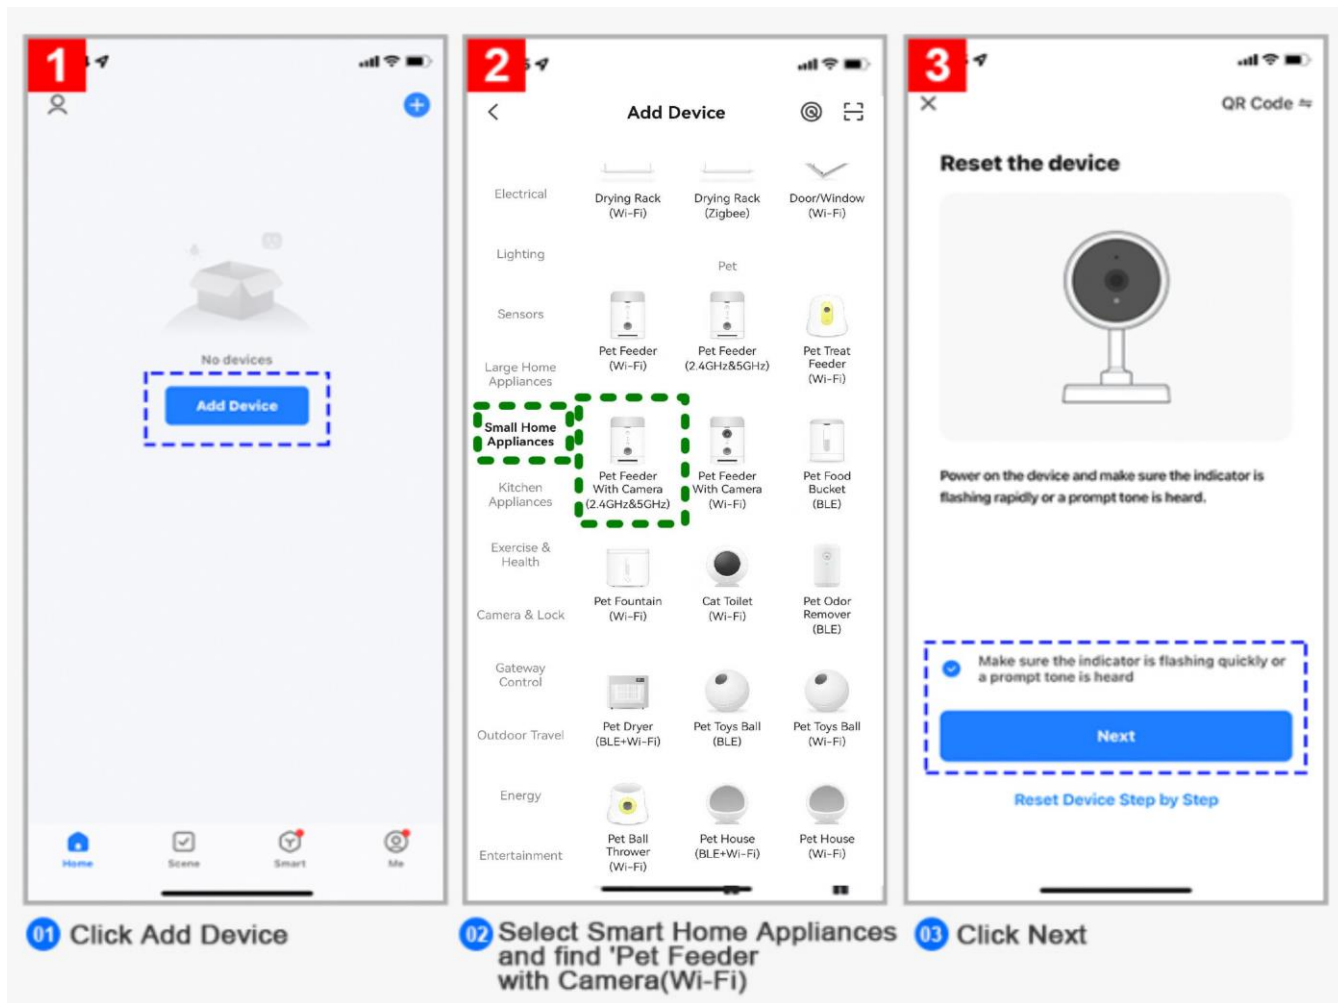 1
2
3
Add Device
QR Code
Reset the device
Electrical
Drying Rack
(Wi-Fi)
Drying Rack
(Zigbee)
Door/Window
(Wi-Fi)
Lighting
Pet
Sensors
Pet Feeder
(Wi-Fi)
Pet Feeder
(2.4GHz&5GHz)
Pet Treat
Feeder
(Wi-Fi)
No devices
Add Device
Large Home
Appliances
Small Home
Appliances
Pet Feeder
With Camera
(2.4GHz&5GHz)
Pet Feeder
With Camera
(Wi-Fi)
Pet Food
Bucket
(BLE)
Kitchen
Appliances
Power on the device and make sure the indicator is
flashing rapidly or a prompt tone is heard.
Exercise &
Health
Pet Fountain
(Wi-Fi)
Cat Toilet
(Wi-Fi)
Pet Odor
Remover
(BLE)
Camera & Lock
Gateway
Control
Make sure the indicator is flashing quickly or
a prompt tone is heard
Pet Dryer
(BLE+Wi-Fi)
Pet Toys Ball
(BLE)
Pet Toys Ball
(Wi-Fi)
Outdoor Travel
Next
Energy
Reset Device Step by Step
Pet Ball
Thrower
(Wi-Fi)
Pet House
(BLE+Wi-Fi)
Pet House
(Wi-Fi)
Entertainment
Home
Scene
Smart
Me
01 Click Add Device
02 Select Smart Home Appliances
and find 'Pet Feeder
with Camera(Wi-Fi)
03 Click Next